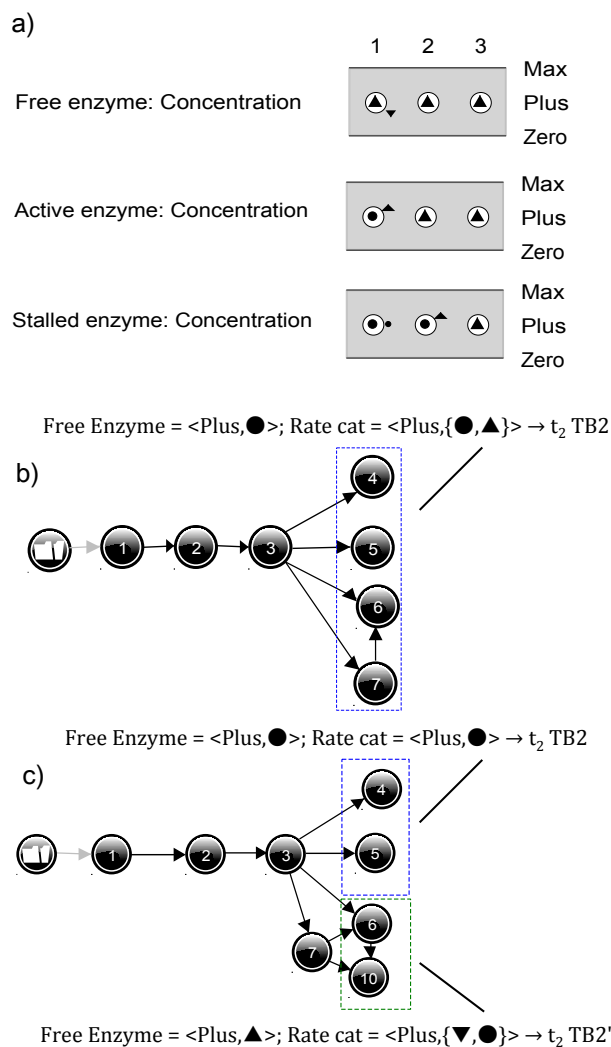 a)
1 2 3
Max
Free enzyme: Concentration Plus
Zero
Max
Active enzyme: Concentration Plus
Zero
Max
Stalled enzyme: Concentration Plus
Zero
Free Enzyme = <Plus,●>; Rate cat = <Plus,{●,▲}> → t₂ TB2
b)
4
1 2 3 5
6
7
Free Enzyme = <Plus,●>; Rate cat = <Plus,●> → t₂ TB2
c)
4
1 2 3 5
6
7
10
Free Enzyme = <Plus,▲>; Rate cat = <Plus,{▼,●}> → t₂ TB2'